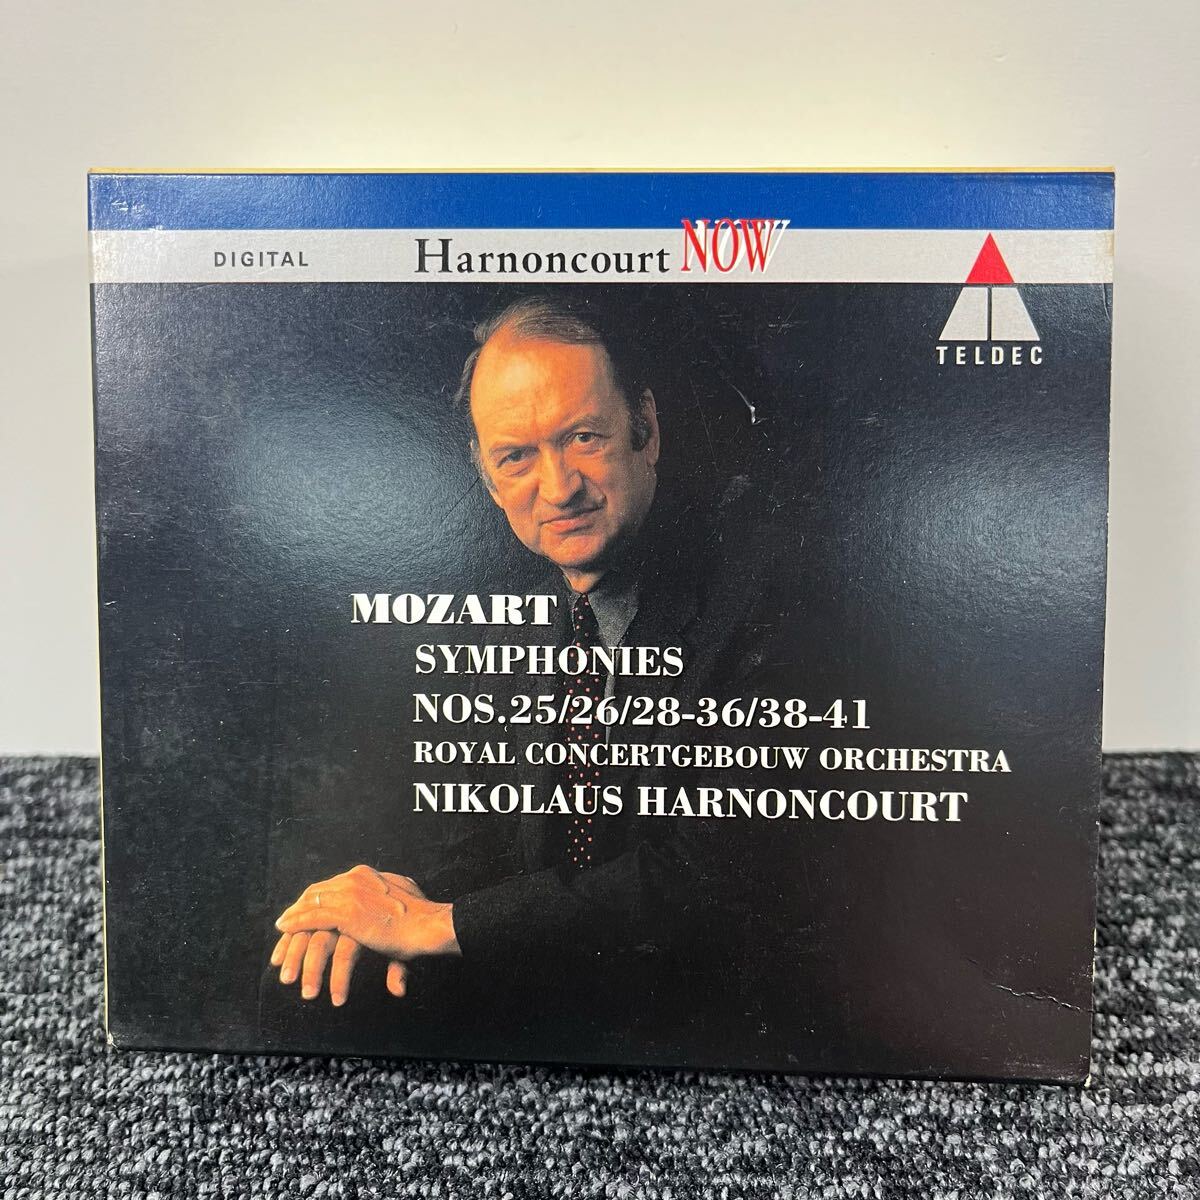 DIGITAL
Harnoncourt NOW
TELDEC
MOZART
SYMPHONIES
NOS.25/26/28-36/38-41
ROYAL CONCERTGEBOUW ORCHESTRA
NIKOLAUS HARNONCOURT